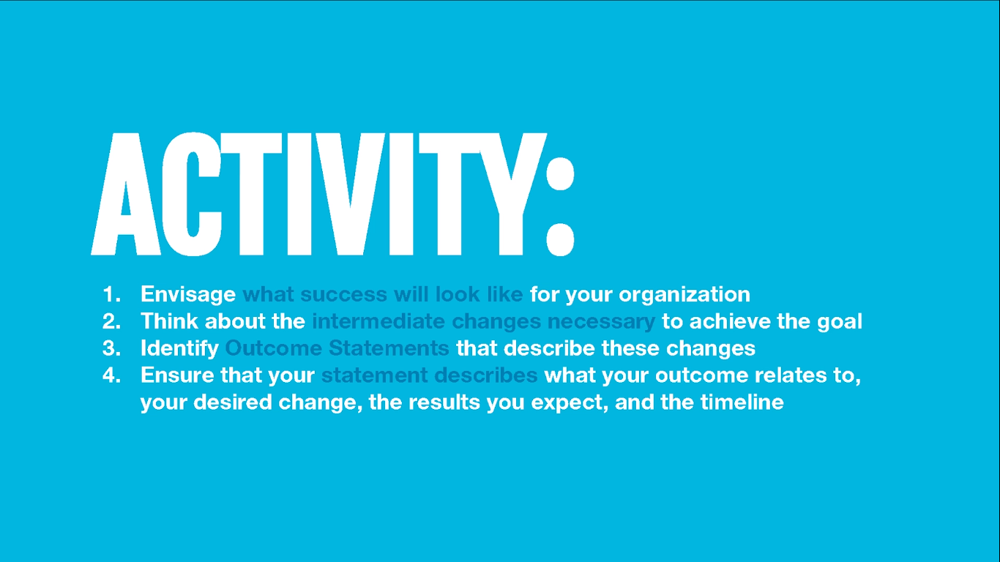 ACTIVITY:
1. Envisage what success will look like for your organization
2. Think about the intermediate changes necessary to achieve the goal
3. Identify Outcome Statements that describe these changes
4. Ensure that your statement describes what your outcome relates to,
your desired change, the results you expect, and the timeline